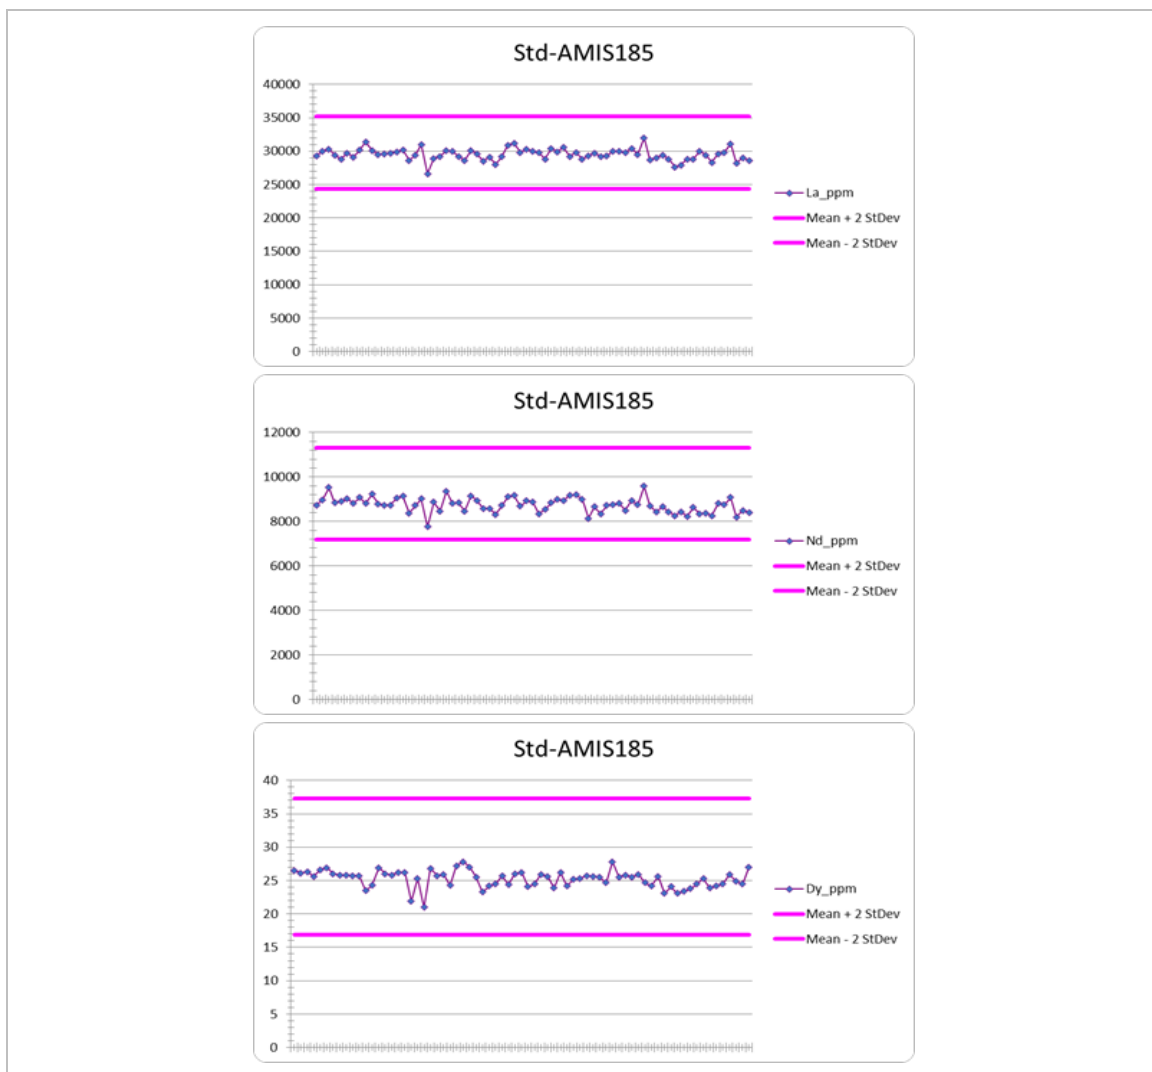 Std-AMIS185
40000
35000
30000
25000
20000
15000
10000
5000
0
La_ppm
Mean + 2 StDev
Mean - 2 StDev
Std-AMIS185
12000
10000
8000
6000
4000
2000
0
Nd_ppm
Mean + 2 StDev
Mean - 2 StDev
Std-AMIS185
40
35
30
25
20
15
10
5
0
Dy_ppm
Mean + 2 StDev
Mean - 2 StDev